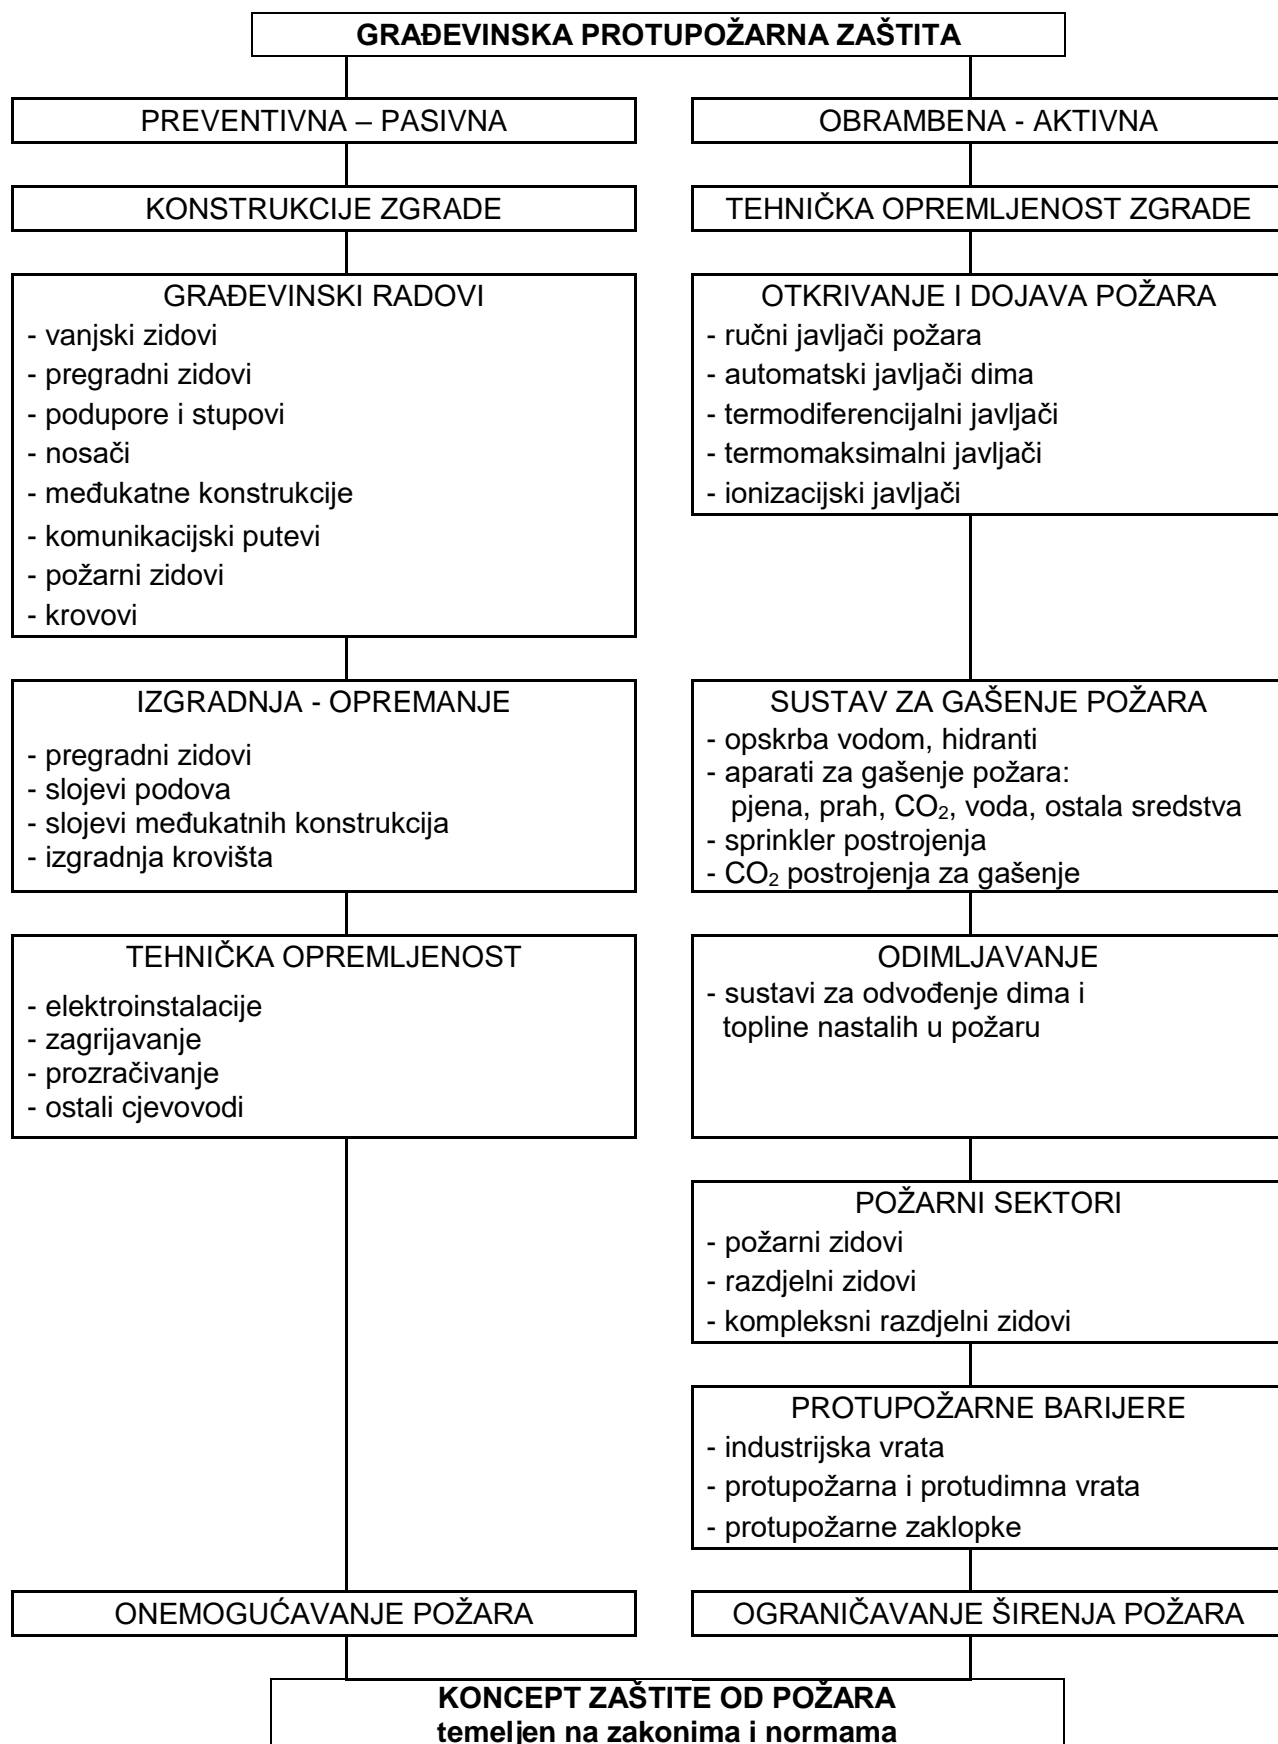 GRAĐEVINSKA PROTUPOŽARNA ZAŠTITA
PREVENTIVNA – PASIVNA
KONSTRUKCIJE ZGRADE
GRAĐEVINSKI RADOVI
- vanjski zidovi
- pregradni zidovi
- podupore i stupovi
- nosači
- međukatne konstrukcije
- komunikacijski putevi
- požarni zidovi
- krovovi
IZGRADNJA - OPREMANJE
- pregradni zidovi
- slojevi podova
- slojevi međukatnih konstrukcija
- izgradnja krovišta
TEHNIČKA OPREMLJENOST
- elektroinstalacije
- zagrijavanje
- prozračivanje
- ostali cjevovodi
ONEMOGUĆAVANJE POŽARA
OBRAMBENA - AKTIVNA
TEHNIČKA OPREMLJENOST ZGRADE
OTKRIVANJE I DOJAVA POŽARA
- ručni javljači požara
- automatski javljači dima
- termodiferencijalni javljači
- termomaksimalni javljači
- ionizacijski javljači
SUSTAV ZA GAŠENJE POŽARA
- opskrba vodom, hidranti
- aparati za gašenje požara:
pjena, prah, CO₂, voda, ostala sredstva
- sprinkler postrojenja
- CO₂ postrojenja za gašenje
ODIMLJAVANJE
- sustavi za odvođenje dima i
topline nastalih u požaru
POŽARNI SEKTORI
- požarni zidovi
- razdjelni zidovi
- kompleksni razdjelni zidovi
PROTUPOŽARNE BARIJERE
- industrijska vrata
- protupožarna i protudimna vrata
- protupožarne zaklopke
OGRANIČAVANJE ŠIRENJA POŽARA
KONCEPT ZAŠTITE OD POŽARA
temeljen na zakonima i normama